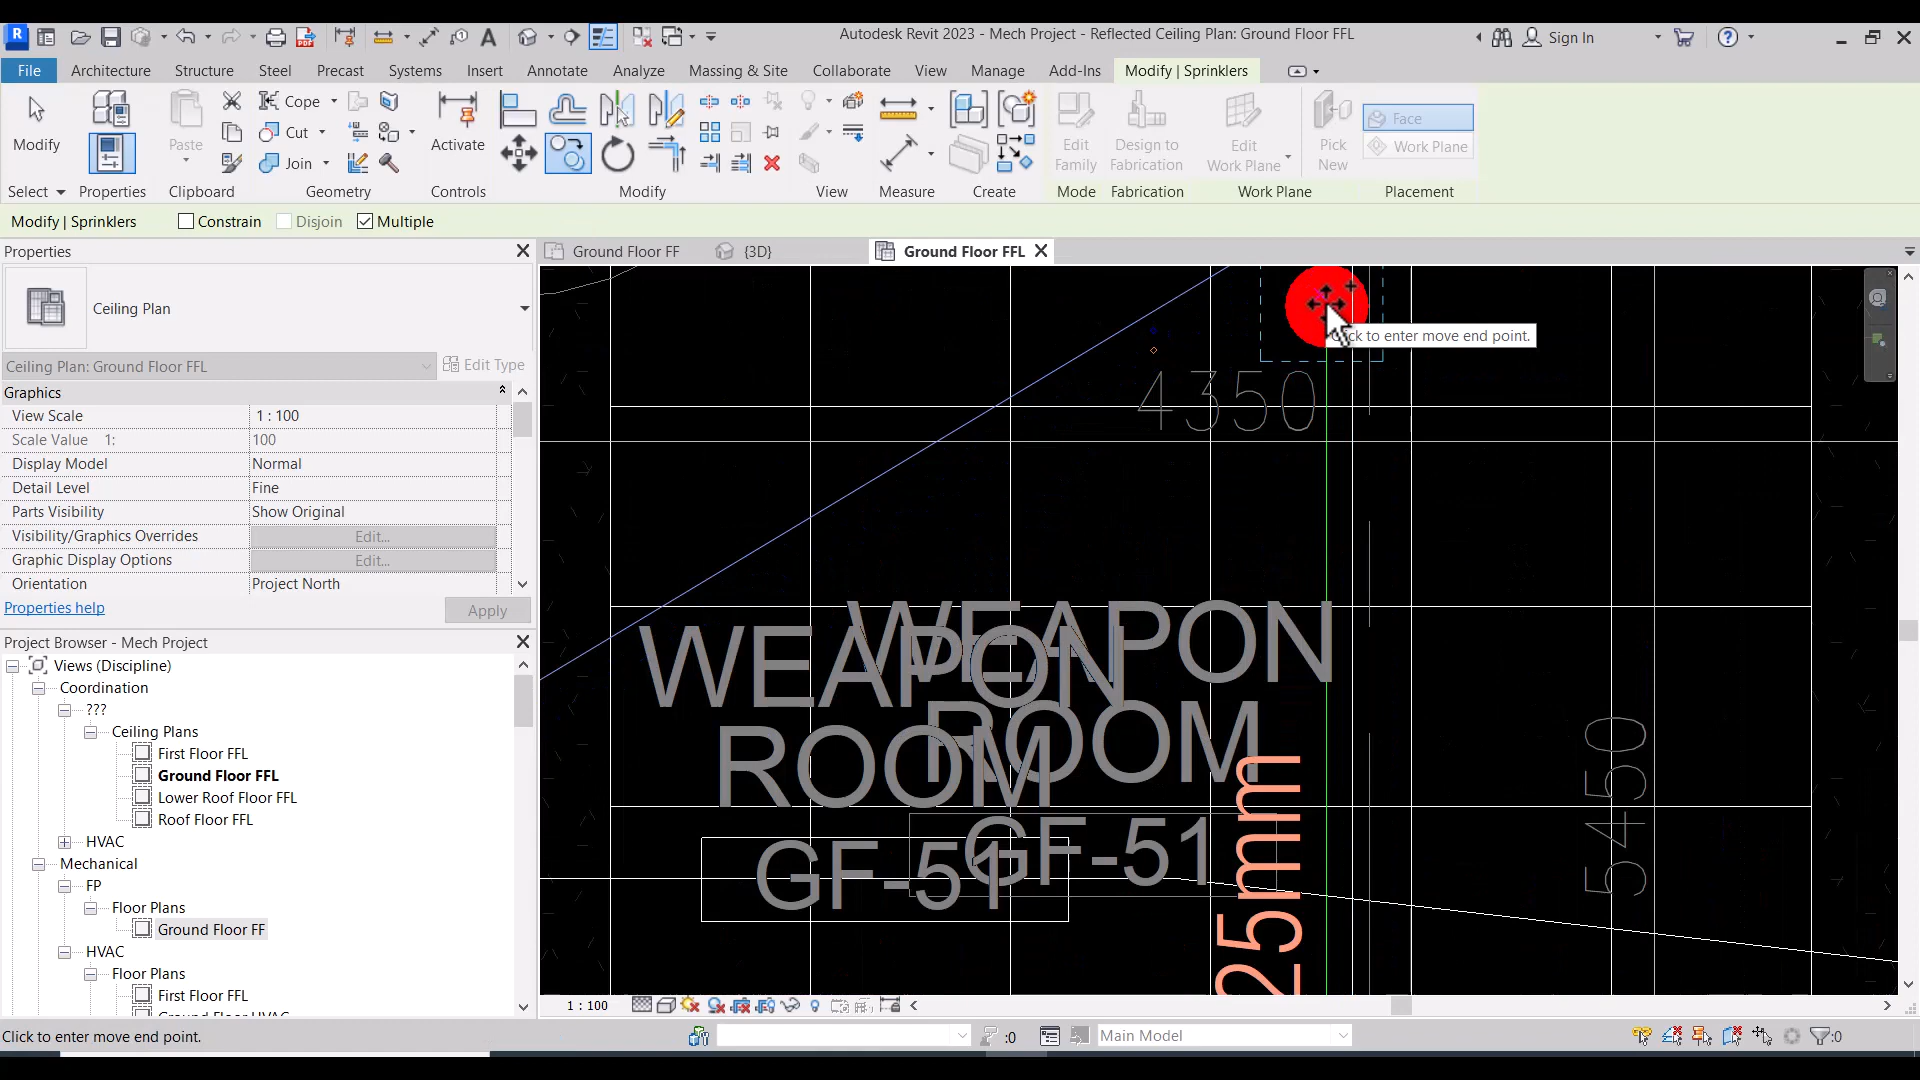 Autodesk Revit 2023 - Mech Project - Reflected Ceiling Plan: Ground Floor FFL
Sign In
File Architecture Structure Steel Precast Systems Insert Annotate Analyze Massing & Site Collaborate View Manage Add-Ins Modify | Sprinklers
Modify
Paste
Cope
Cut
Join
Activate
Edit Family
Design to Fabrication
Edit Work Plane
Pick New
Face
Work Plane
Select Properties Clipboard Geometry Controls Modify View Measure Create Mode Fabrication Work Plane Placement
Modify | Sprinklers Constrain Disjoin Multiple
Properties
Ground Floor FF
{3D}
Ground Floor FFL
Ceiling Plan
Ceiling Plan: Ground Floor FFL
Edit Type
Graphics
View Scale 1 : 100
Scale Value 1: 100
Display Model Normal
Detail Level Fine
Parts Visibility Show Original
Visibility/Graphics Overrides Edit...
Graphic Display Options Edit...
Orientation Project North
Properties help
Apply
Project Browser - Mech Project
Views (Discipline)
Coordination
???
Ceiling Plans
First Floor FFL
Ground Floor FFL
Lower Roof Floor FFL
Roof Floor FFL
HVAC
Mechanical
FP
Floor Plans
Ground Floor FF
HVAC
Floor Plans
First Floor FFL
Ground Floor HVAC
Click to enter move end point.
4350
WEAPON
ROOM
GF-51
WEAPON
ROOM
GF-51
25mm
5450
1 : 100
Click to enter move end point.
:0
Main Model
:0